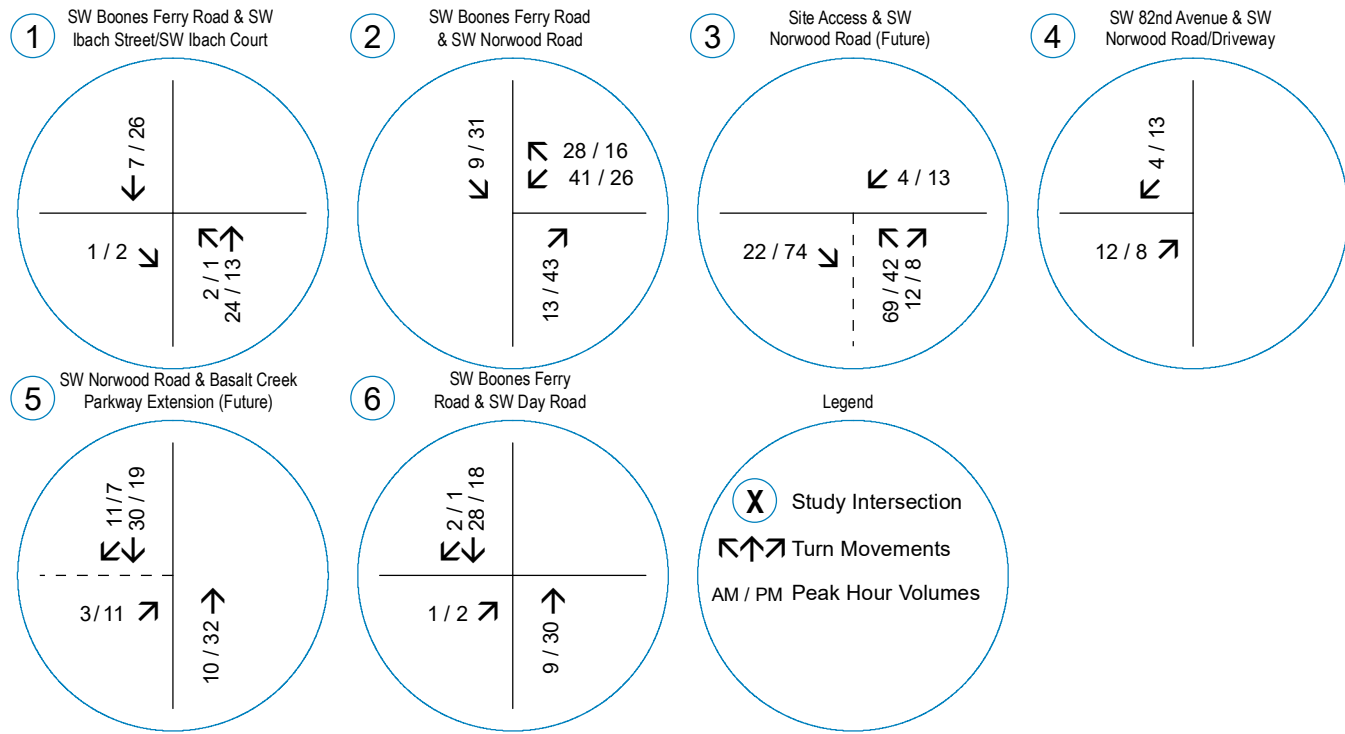 1
SW Boones Ferry Road & SW
Ibach Street/SW Ibach Court
7 / 26
1 / 2
2 / 1
24 / 13
2
SW Boones Ferry Road
& SW Norwood Road
9 / 31
28 / 16
41 / 26
13 / 43
3
Site Access & SW
Norwood Road (Future)
4 / 13
22 / 74
69 / 42
12 / 8
4
SW 82nd Avenue & SW
Norwood Road/Driveway
4 / 13
12 / 8
5
SW Norwood Road & Basalt Creek
Parkway Extension (Future)
11/7
30 / 19
3/11
10 / 32
6
SW Boones Ferry
Road & SW Day Road
2 / 1
28 / 18
1 / 2
9 / 30
Legend
X Study Intersection
Turn Movements
AM / PM Peak Hour Volumes